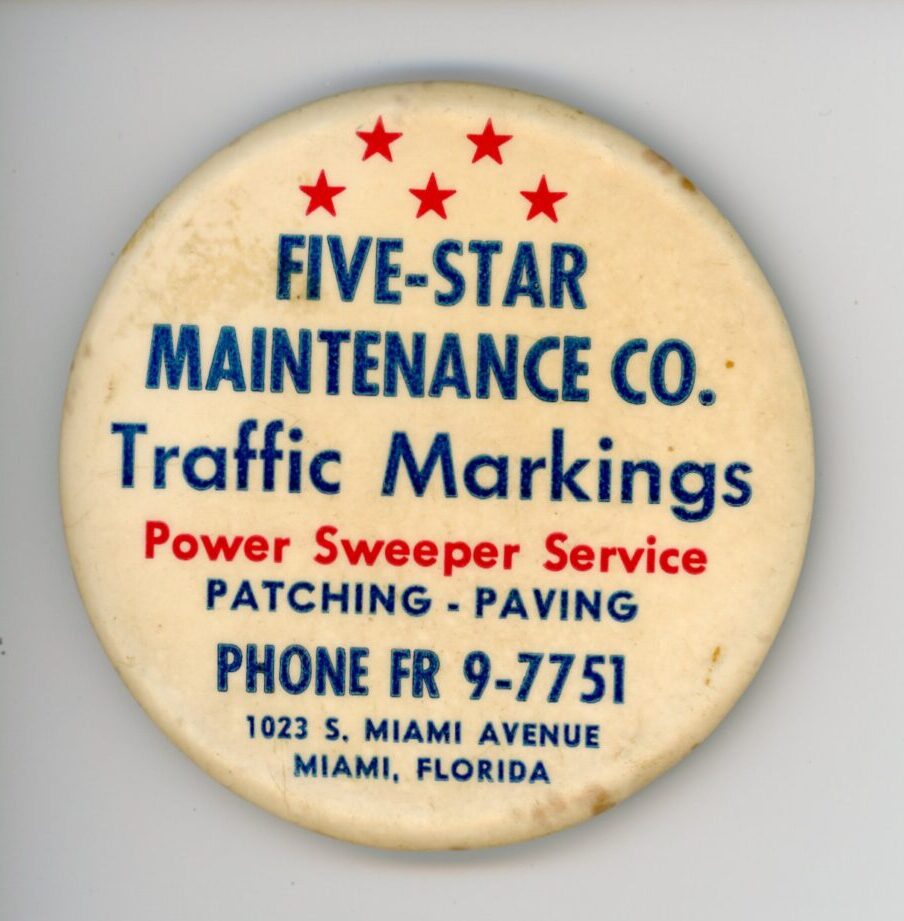 FIVE-STAR
MAINTENANCE CO.
Traffic Markings
Power Sweeper Service
PATCHING - PAVING
PHONE FR 9-7751
1023 S. MIAMI AVENUE
MIAMI, FLORIDA